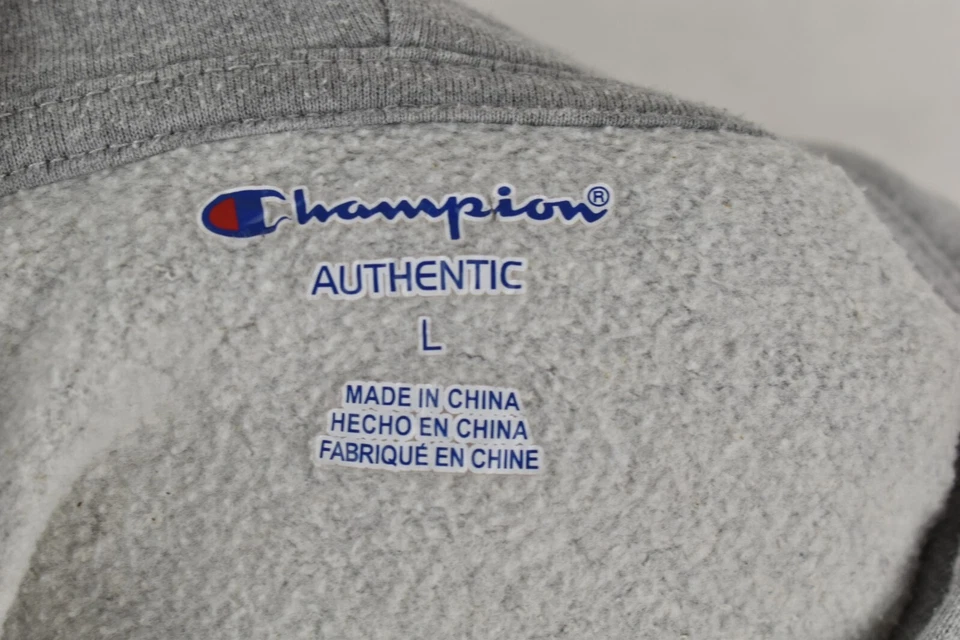 Champion®
AUTHENTIC
L
MADE IN CHINA
HECHO EN CHINA
FABRIQUÉ EN CHINE